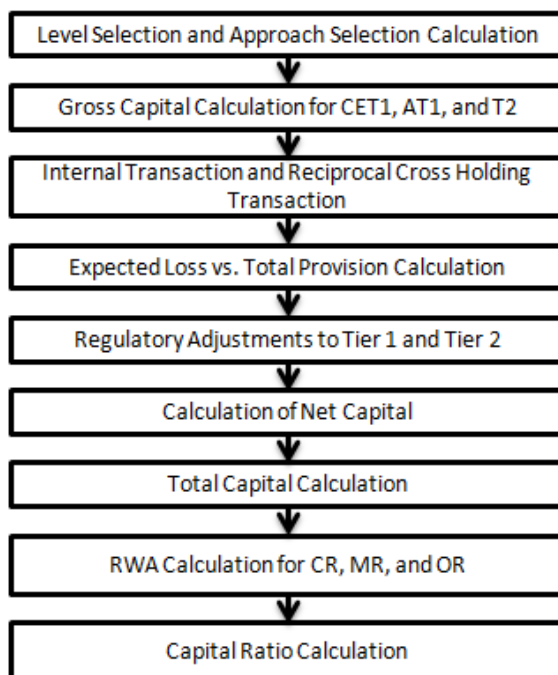 Level Selection and Approach Selection Calculation
Gross Capital Calculation for CET1, AT1, and T2
Internal Transaction and Reciprocal Cross Holding
Transaction
Expected Loss vs. Total Provision Calculation
Regulatory Adjustments to Tier 1 and Tier 2
Calculation of Net Capital
Total Capital Calculation
RWA Calculation for CR, MR, and OR
Capital Ratio Calculation